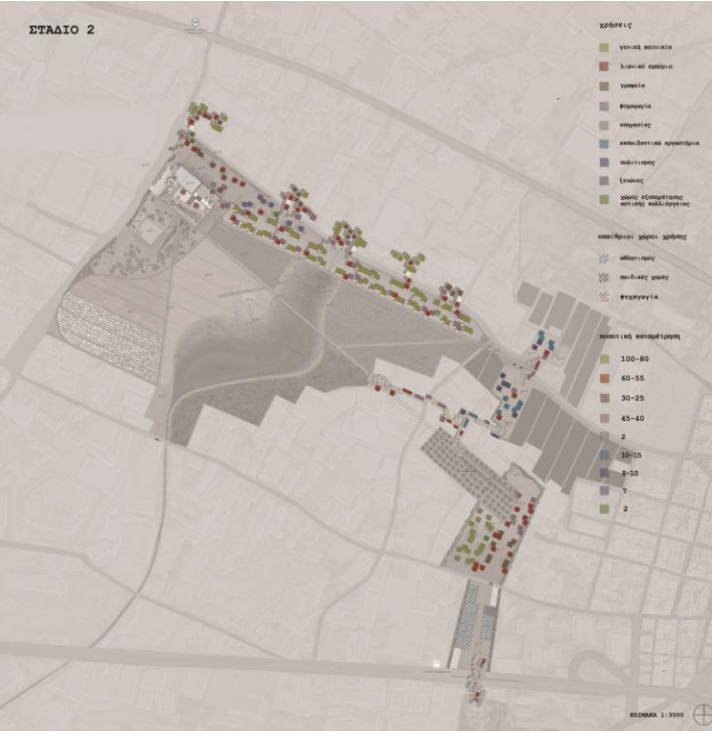 ΣΤΑΔΙΟ 2
χρήσεις
γενική κατοικία
λιανικό εμπόριο
γραφεία
ψυχαγωγία
υπηρεσίες
εκπαιδευτικά εργαστήρια
πολιτισμός
ξενώνες
χώρος εξυπηρέτησης
αστικής καλλιέργειας
υπαίθριοι χώροι χρήσης
αθλητισμός
παιδικές χαρές
ψυχαγωγία
ποσοτική καταμέτρηση
100-80
60-55
30-25
45-40
2
10-15
8-10
7
2
ΚΛΙΜΑΚΑ 1:3000